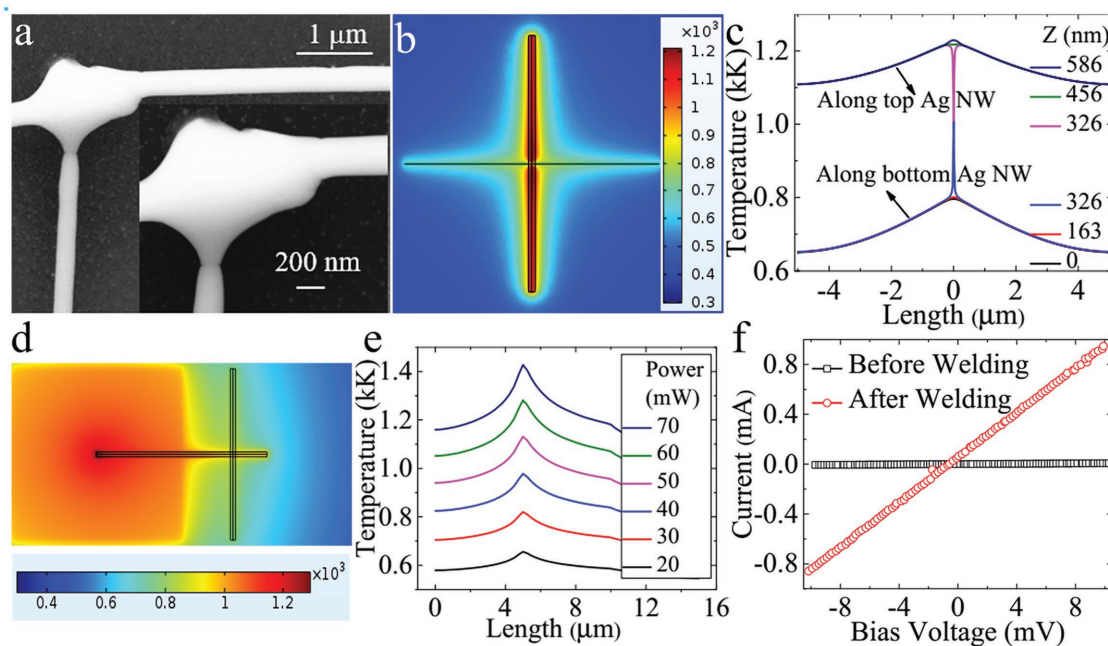 a
1 μm
200 nm
b
×10³
1.2
1.1
1
0.9
0.8
0.7
0.6
0.5
0.4
0.3
c
Temperature (kK)
1.2
1.0
0.8
0.6
Z (nm)
586
456
326
Along top Ag NW
Along bottom Ag NW
326
163
0
-4
-2
0
2
4
Length (μm)
d
×10³
0.4
0.6
0.8
1
1.2
e
Temperature (kK)
1.4
1.2
1.0
0.8
0.6
Power
(mW)
70
60
50
40
30
20
0
4
8
12
16
Length (μm)
f
Current (mA)
0.8
0.4
0.0
-0.4
-0.8
Before Welding
After Welding
-8
-4
0
4
8
Bias Voltage (mV)